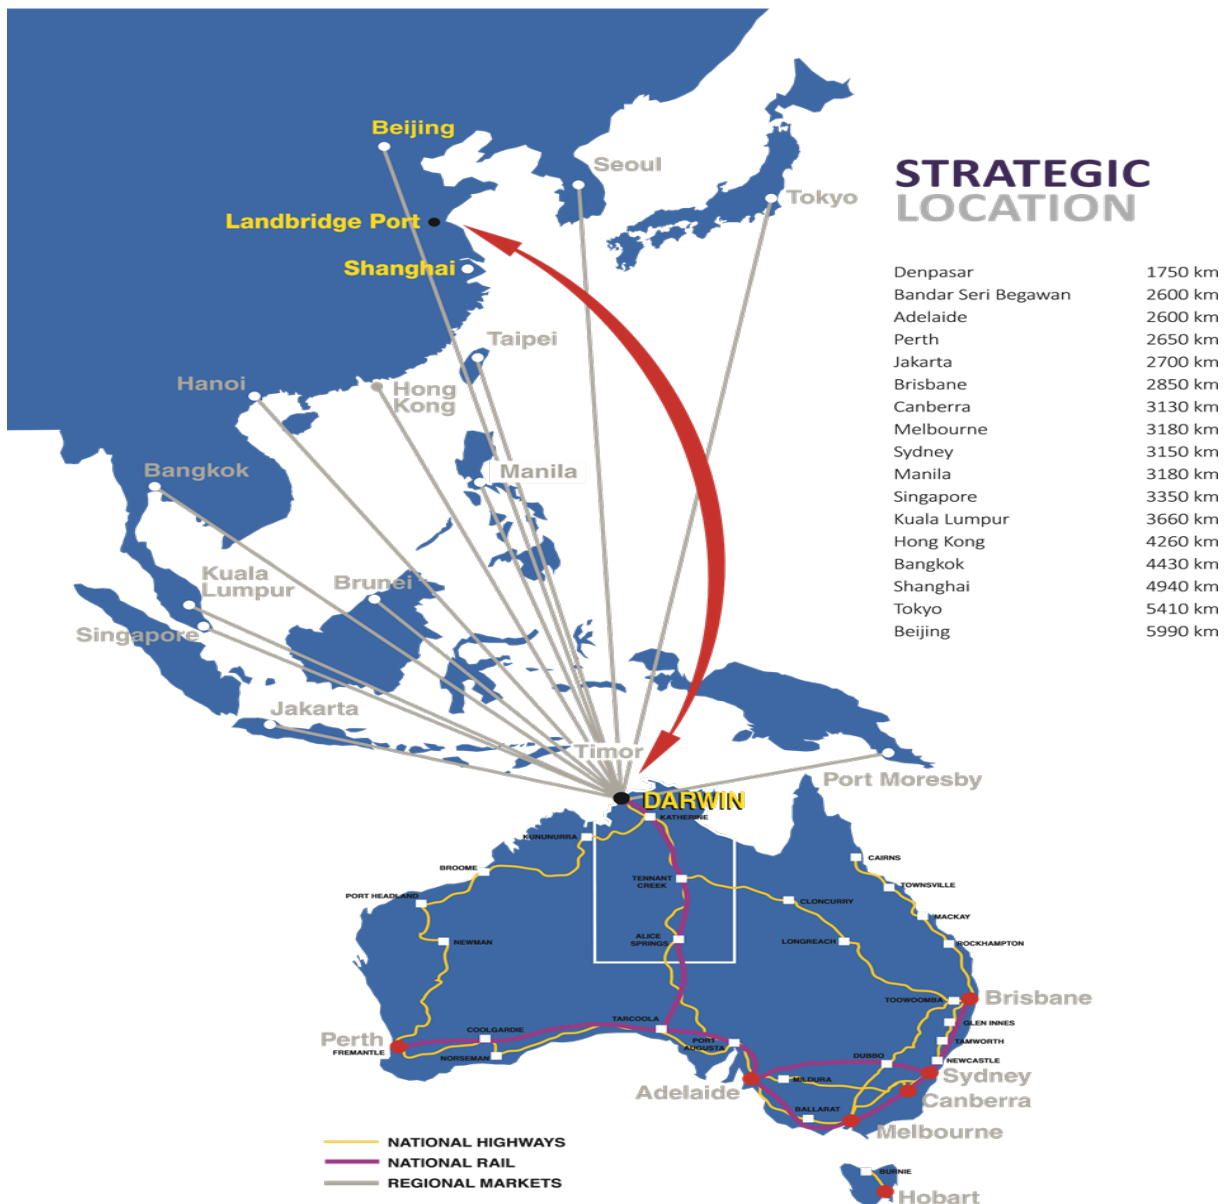 Beijing
Seoul
Tokyo
Landbridge Port
Shanghai
Taipei
Hanoi
Hong
Kong
Bangkok
Manila
Kuala
Lumpur
Brunei
Singapore
Jakarta
Timor
Port Moresby
STRATEGIC
LOCATION
Denpasar 1750 km
Bandar Seri Begawan 2600 km
Adelaide 2600 km
Perth 2650 km
Jakarta 2700 km
Brisbane 2850 km
Canberra 3130 km
Melbourne 3180 km
Sydney 3150 km
Manila 3180 km
Singapore 3350 km
Kuala Lumpur 3660 km
Hong Kong 4260 km
Bangkok 4430 km
Shanghai 4940 km
Tokyo 5410 km
Beijing 5990 km
DARWIN
KATHERINE
KUNUNURRA
BROOME
PORT HEADLAND
NEWMAN
TENNANT
CREEK
ALICE
SPRINGS
CLONCURRY
LONGREACH
CAIRNS
TOWNSVILLE
MACKAY
ROCKHAMPTON
TOOWOOMBA
Brisbane
GLEN INNES
TAMWORTH
NEWCASTLE
DUBBO
Sydney
Canberra
Melbourne
MILDURA
BALLARAT
Adelaide
PORT
AUGUSTA
TARCOOLA
COOLGARDIE
NORSEMAN
Perth
FREMANTLE
BURNIE
Hobart
NATIONAL HIGHWAYS
NATIONAL RAIL
REGIONAL MARKETS